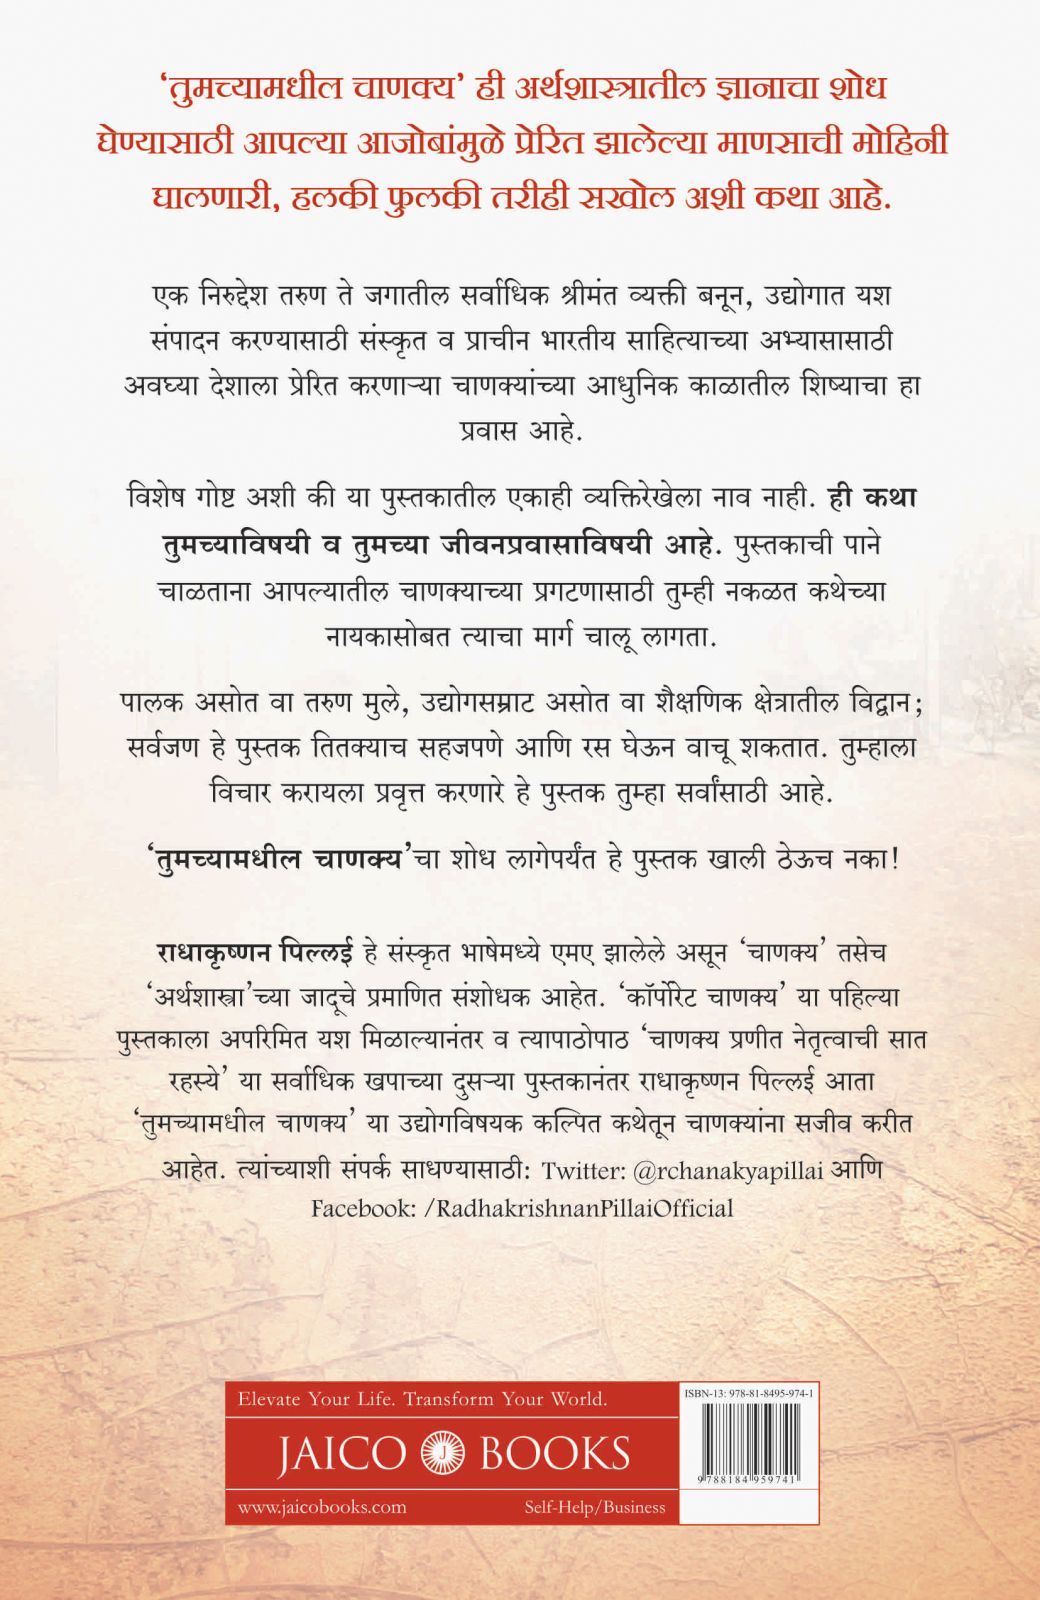 ‘तुमच्यामधील चाणक्य’ ही अर्थशास्त्रातील ज्ञानाचा शोध
घेण्यासाठी आपल्या आजोबांमुळे प्रेरित झालेल्या माणसाची मोहिनी
घालणारी, हलकी फुलकी तरीही सखोल अशी कथा आहे.
एक निरुद्देश तरुण ते जगातील सर्वाधिक श्रीमंत व्यक्ती बनून, उद्योगात यश
संपादन करण्यासाठी संस्कृत व प्राचीन भारतीय साहित्याच्या अभ्यासासाठी
अवघ्या देशाला प्रेरित करणाऱ्या चाणक्यांच्या आधुनिक काळातील शिष्याचा हा
प्रवास आहे.
विशेष गोष्ट अशी की या पुस्तकातील एकाही व्यक्तिरेखेला नाव नाही. ही कथा
तुमच्याविषयी व तुमच्या जीवनप्रवासाविषयी आहे. पुस्तकाची पाने
चाळताना आपल्यातील चाणक्याच्या प्रगटणासाठी तुम्ही नकळत कथेच्या
नायकासोबत त्याचा मार्ग चालू लागता.
पालक असोत वा तरुण मुले, उद्योगसम्राट असोत वा शैक्षणिक क्षेत्रातील विद्वान;
सर्वजण हे पुस्तक तितक्याच सहजपणे आणि रस घेऊन वाचू शकतात. तुम्हाला
विचार करायला प्रवृत्त करणारे हे पुस्तक तुम्हा सर्वांसाठी आहे.
‘तुमच्यामधील चाणक्य’चा शोध लागेपर्यंत हे पुस्तक खाली ठेऊच नका!
राधाकृष्णन पिल्लई हे संस्कृत भाषेमध्ये एमए झालेले असून ‘चाणक्य’ तसेच
‘अर्थशास्त्रा’च्या जादूचे प्रमाणित संशोधक आहेत. ‘कॉर्पोरेट चाणक्य’ या पहिल्या
पुस्तकाला अपरिमित यश मिळाल्यानंतर व त्यापाठोपाठ ‘चाणक्य प्रणीत नेतृत्वाची सात
रहस्ये’ या सर्वाधिक खपाच्या दुसऱ्या पुस्तकानंतर राधाकृष्णन पिल्लई आता
‘तुमच्यामधील चाणक्य’ या उद्योगविषयक कल्पित कथेतून चाणक्यांना सजीव करीत
आहेत. त्यांच्याशी संपर्क साधण्यासाठी: Twitter: @rchanakyapillai आणि
Facebook: /RadhakrishnanPillaiOfficial
Elevate Your Life. Transform Your World.
JAICO J BOOKS
www.jaicobooks.com Self-Help/Business
ISBN-13: 978-81-8495-974-1
9 788184 959741